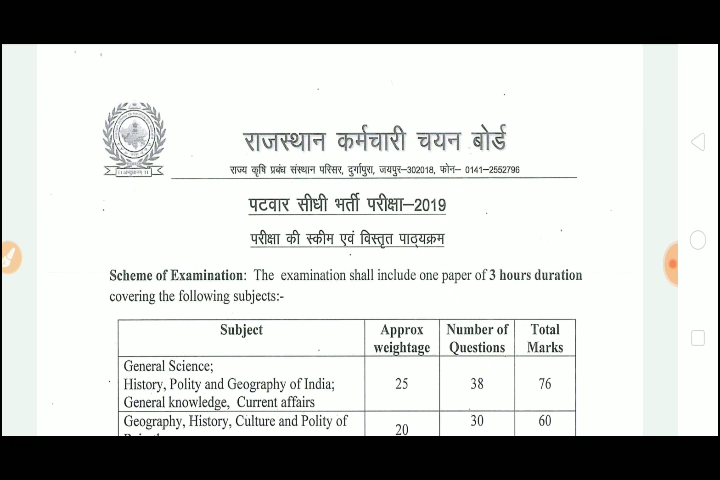 राजस्थान कर्मचारी चयन बोर्ड
राज्य कृषि प्रबंध संस्थान परिसर, दुर्गापुरा, जयपुर–302018, फोन– 0141–2552796
पटवार सीधी भर्ती परीक्षा–2019
परीक्षा की स्कीम एवं विस्तृत पाठ्यक्रम
Scheme of Examination: The examination shall include one paper of 3 hours duration
covering the following subjects:-
Subject Approx weightage Number of Questions Total Marks
General Science;
History, Polity and Geography of India; 25 38 76
General knowledge, Current affairs
Geography, History, Culture and Polity of 20 30 60